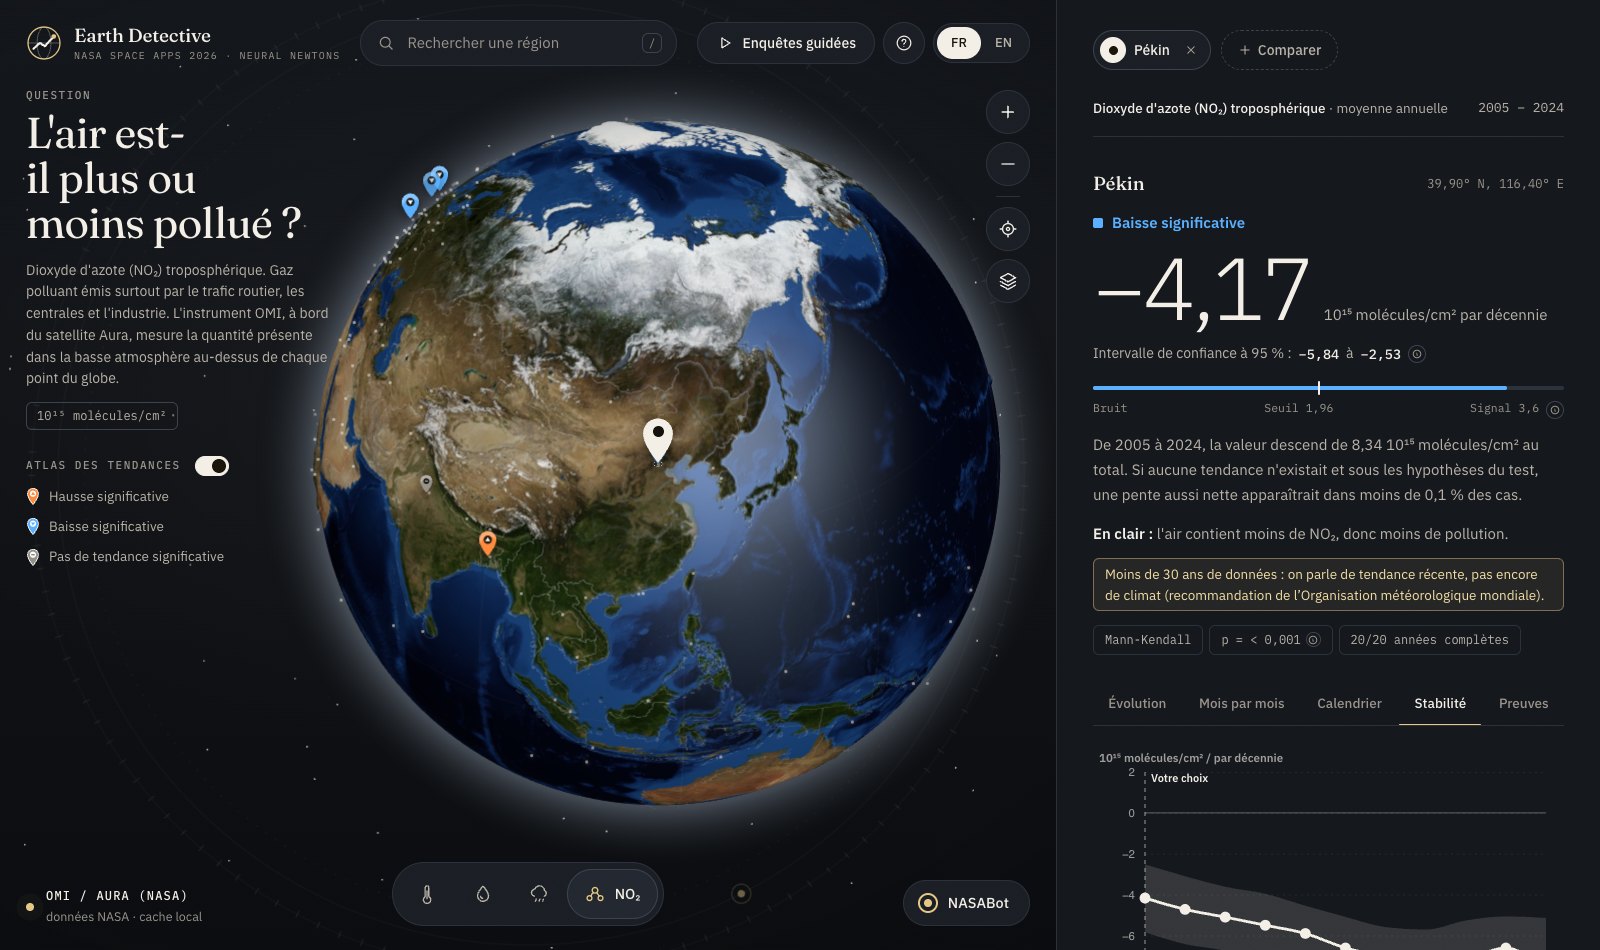 Earth Detective
NASA SPACE APPS 2026 · NEURAL NEWTONS
Rechercher une région
/
Enquêtes guidées
FR
EN
QUESTION
L'air est-
il plus ou
moins pollué ?
Dioxyde d'azote (NO₂) troposphérique. Gaz
polluant émis surtout par le trafic routier, les
centrales et l'industrie. L'instrument OMI, à bord
du satellite Aura, mesure la quantité présente
dans la basse atmosphère au-dessus de chaque
point du globe.
10¹⁵ molécules/cm² ·
ATLAS DES TENDANCES
Hausse significative
Baisse significative
Pas de tendance significative
OMI / AURA (NASA)
données NASA · cache local
NO₂
NASABot
Pékin ×
+ Comparer
Dioxyde d'azote (NO₂) troposphérique · moyenne annuelle
2005 – 2024
Pékin
39,90° N, 116,40° E
Baisse significative
−4,17 10¹⁵ molécules/cm² par décennie
Intervalle de confiance à 95 % : −5,84 à −2,53
Bruit
Seuil 1,96
Signal 3,6
De 2005 à 2024, la valeur descend de 8,34 10¹⁵ molécules/cm² au
total. Si aucune tendance n'existait et sous les hypothèses du test,
une pente aussi nette apparaîtrait dans moins de 0,1 % des cas.
En clair : l'air contient moins de NO₂, donc moins de pollution.
Moins de 30 ans de données : on parle de tendance récente, pas encore
de climat (recommandation de l’Organisation météorologique mondiale).
Mann-Kendall
p = < 0,001
20/20 années complètes
Évolution
Mois par mois
Calendrier
Stabilité
Preuves
10¹⁵ molécules/cm² / par décennie
2
Votre choix
0
−2
−4
−6